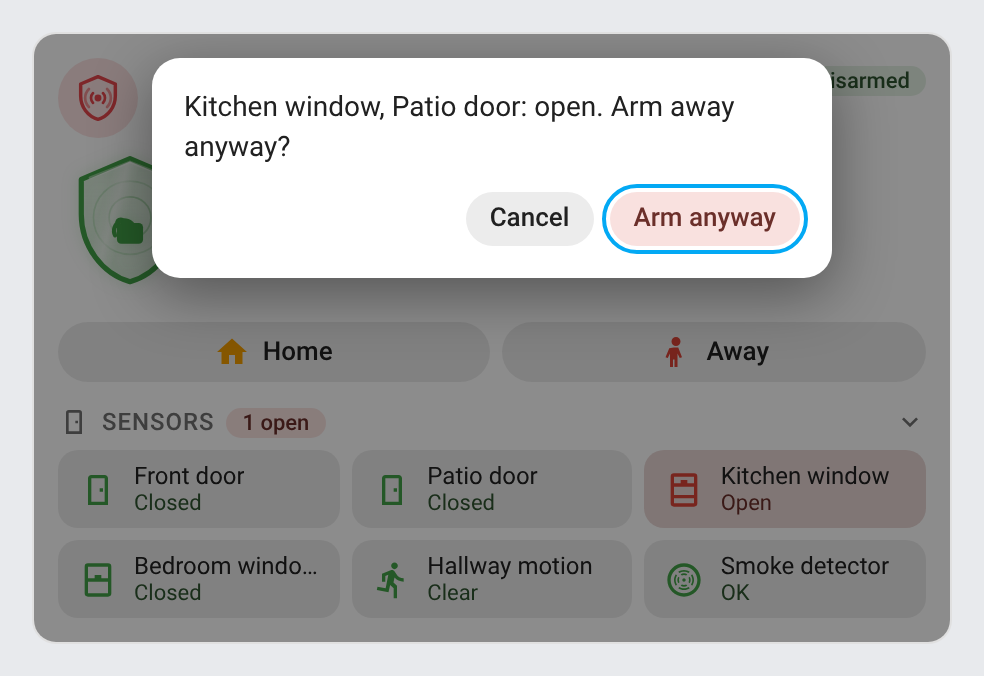 isarmed
Kitchen window, Patio door: open. Arm away
anyway?
Cancel
Arm anyway
Home
Away
SENSORS
1 open
Front door
Closed
Patio door
Closed
Kitchen window
Open
Bedroom windo...
Closed
Hallway motion
Clear
Smoke detector
OK